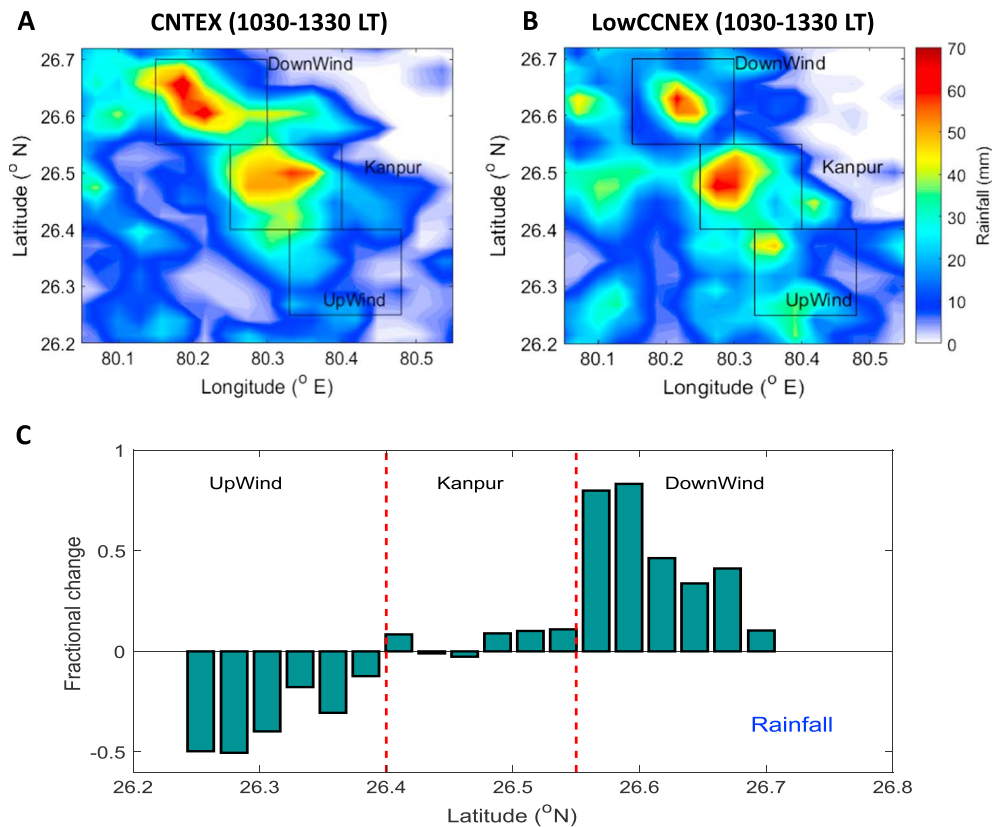 A
CNTEX (1030-1330 LT)
B
LowCCNEX (1030-1330 LT)
26.7
26.6
26.5
26.4
26.3
26.2
Latitude (° N)
DownWind
Kanpur
UpWind
80.1 80.2 80.3 80.4 80.5
Longitude (° E)
26.7
26.6
26.5
26.4
26.3
26.2
Latitude (° N)
DownWind
Kanpur
UpWind
80.1 80.2 80.3 80.4 80.5
Longitude (° E)
70
60
50
40
30
20
10
0
Rainfall (mm)
C
1
0.5
0
-0.5
Fractional change
UpWind
Kanpur
DownWind
Rainfall
26.2 26.3 26.4 26.5 26.6 26.7 26.8
Latitude (°N)